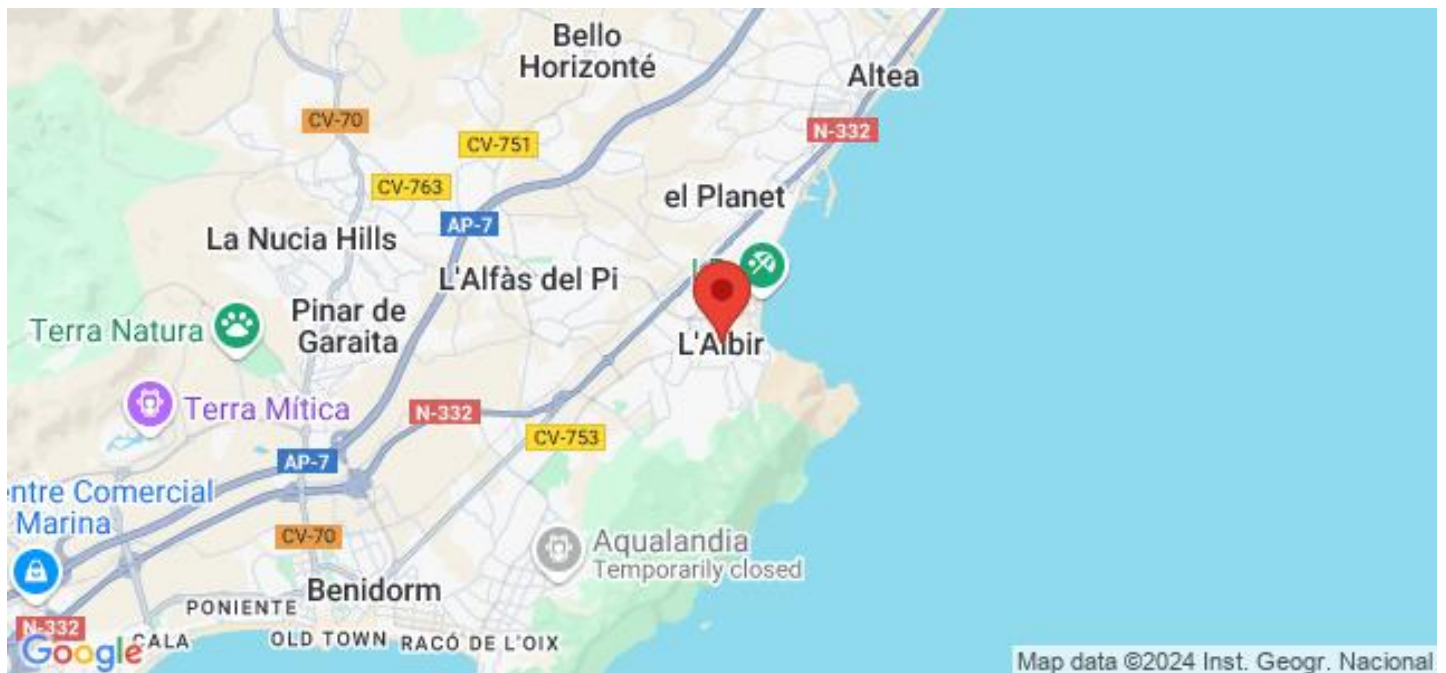 Bello
Horizonté
Altea
CV-70
N-332
CV-751
CV-763
el Planet
AP-7
La Nucia Hills
L'Alfàs del Pi
Pinar de
Garaita
Terra Natura
L'Albir
Terra Mítica
N-332
CV-753
AP-7
entre Comercial
Marina
CV-70
Aqualandia
Temporarily closed
Benidorm
PONIENTE
N-332
CALA
OLD TOWN
RACÓ DE L'OIX
Google
Map data ©2024 Inst. Geogr. Nacional